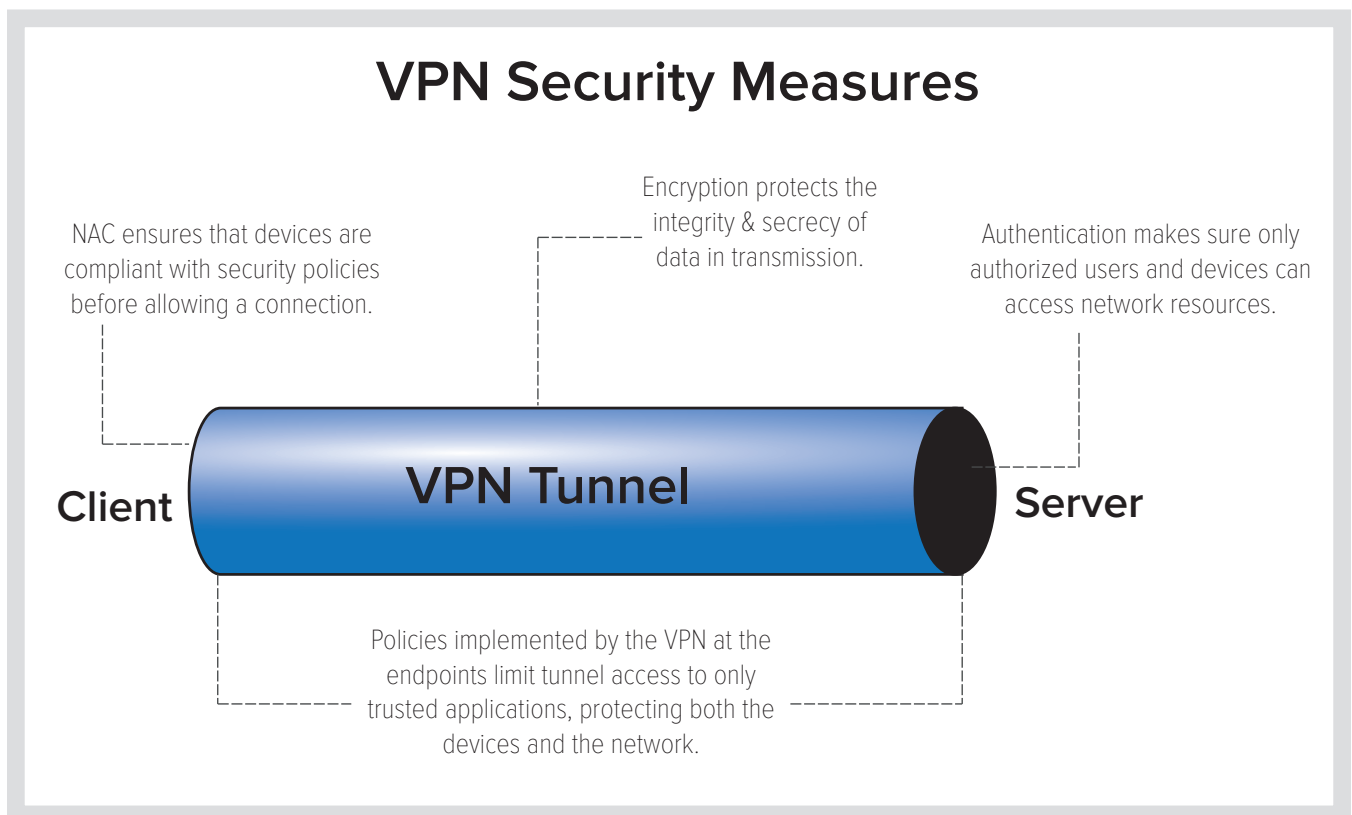 VPN Security Measures
NAC ensures that devices are
compliant with security policies
before allowing a connection.
Encryption protects the
integrity & secrecy of
data in transmission.
Authentication makes sure only
authorized users and devices can
access network resources.
Client
VPN Tunnel
Server
Policies implemented by the VPN at the
endpoints limit tunnel access to only
trusted applications, protecting both the
devices and the network.